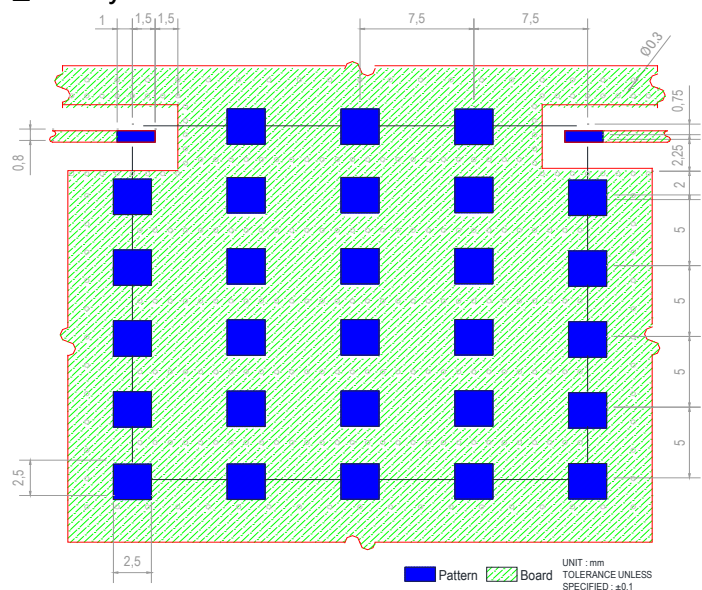 1
1,5
1,5
7,5
7,5
Ø0.3
0,75
0,8
2,25
2
5
5
5
5
2,5
2,5
Pattern
Board
UNIT : mm
TOLERANCE UNLESS
SPECIFIED : ±0.1